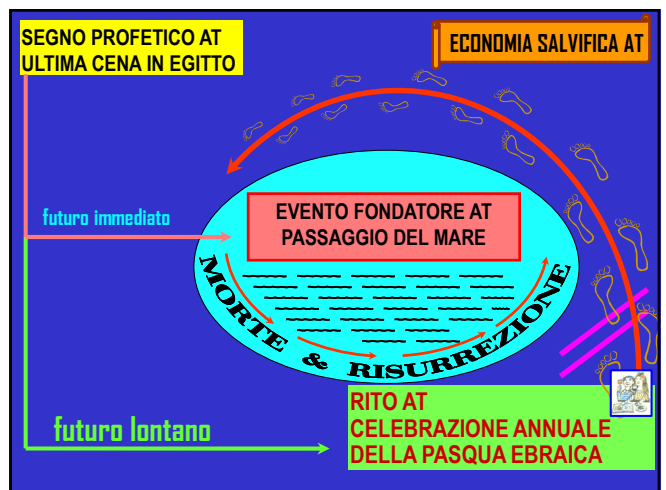 SEGNO PROFETICO AT
ULTIMA CENA IN EGITTO
ECONOMIA SALVIFICA AT
futuro immediato
EVENTO FONDATORE AT
PASSAGGIO DEL MARE
MORTE & RISURREZIONE
futuro lontano
RITO AT
CELEBRAZIONE ANNUALE
DELLA PASQUA EBRAICA